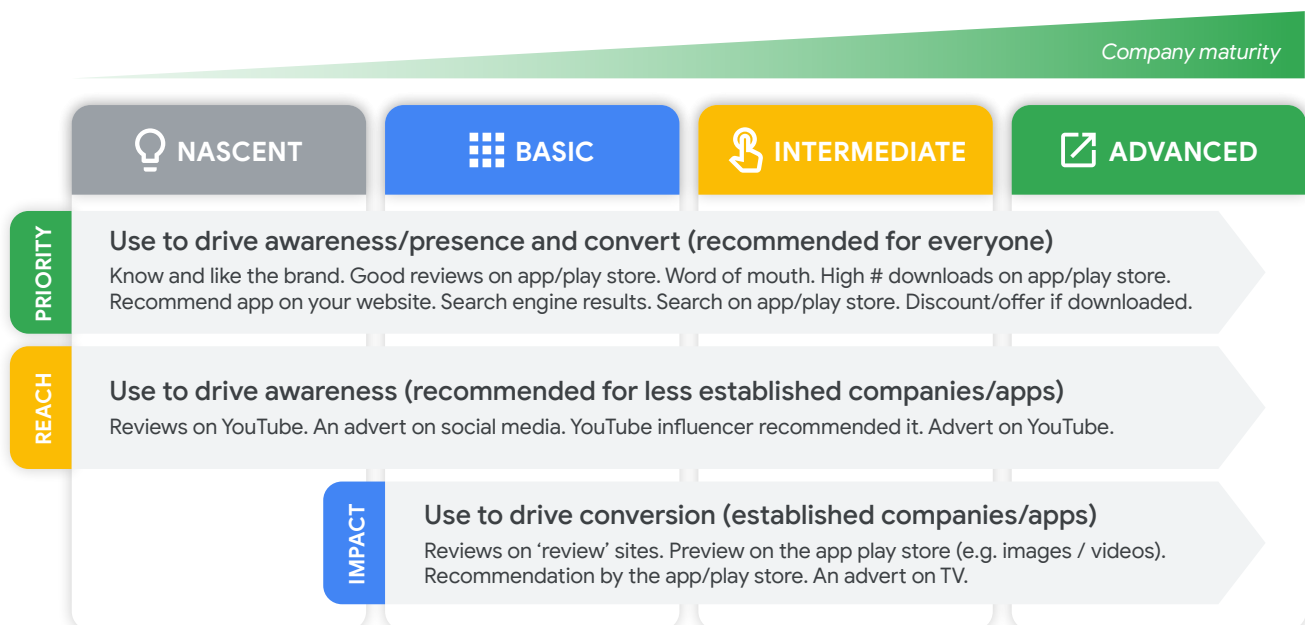 Company maturity
NASCENT
BASIC
INTERMEDIATE
ADVANCED
PRIORITY
Use to drive awareness/presence and convert (recommended for everyone)
Know and like the brand. Good reviews on app/play store. Word of mouth. High # downloads on app/play store.
Recommend app on your website. Search engine results. Search on app/play store. Discount/offer if downloaded.
REACH
Use to drive awareness (recommended for less established companies/apps)
Reviews on YouTube. An advert on social media. YouTube influencer recommended it. Advert on YouTube.
IMPACT
Use to drive conversion (established companies/apps)
Reviews on ‘review’ sites. Preview on the app play store (e.g. images / videos).
Recommendation by the app/play store. An advert on TV.